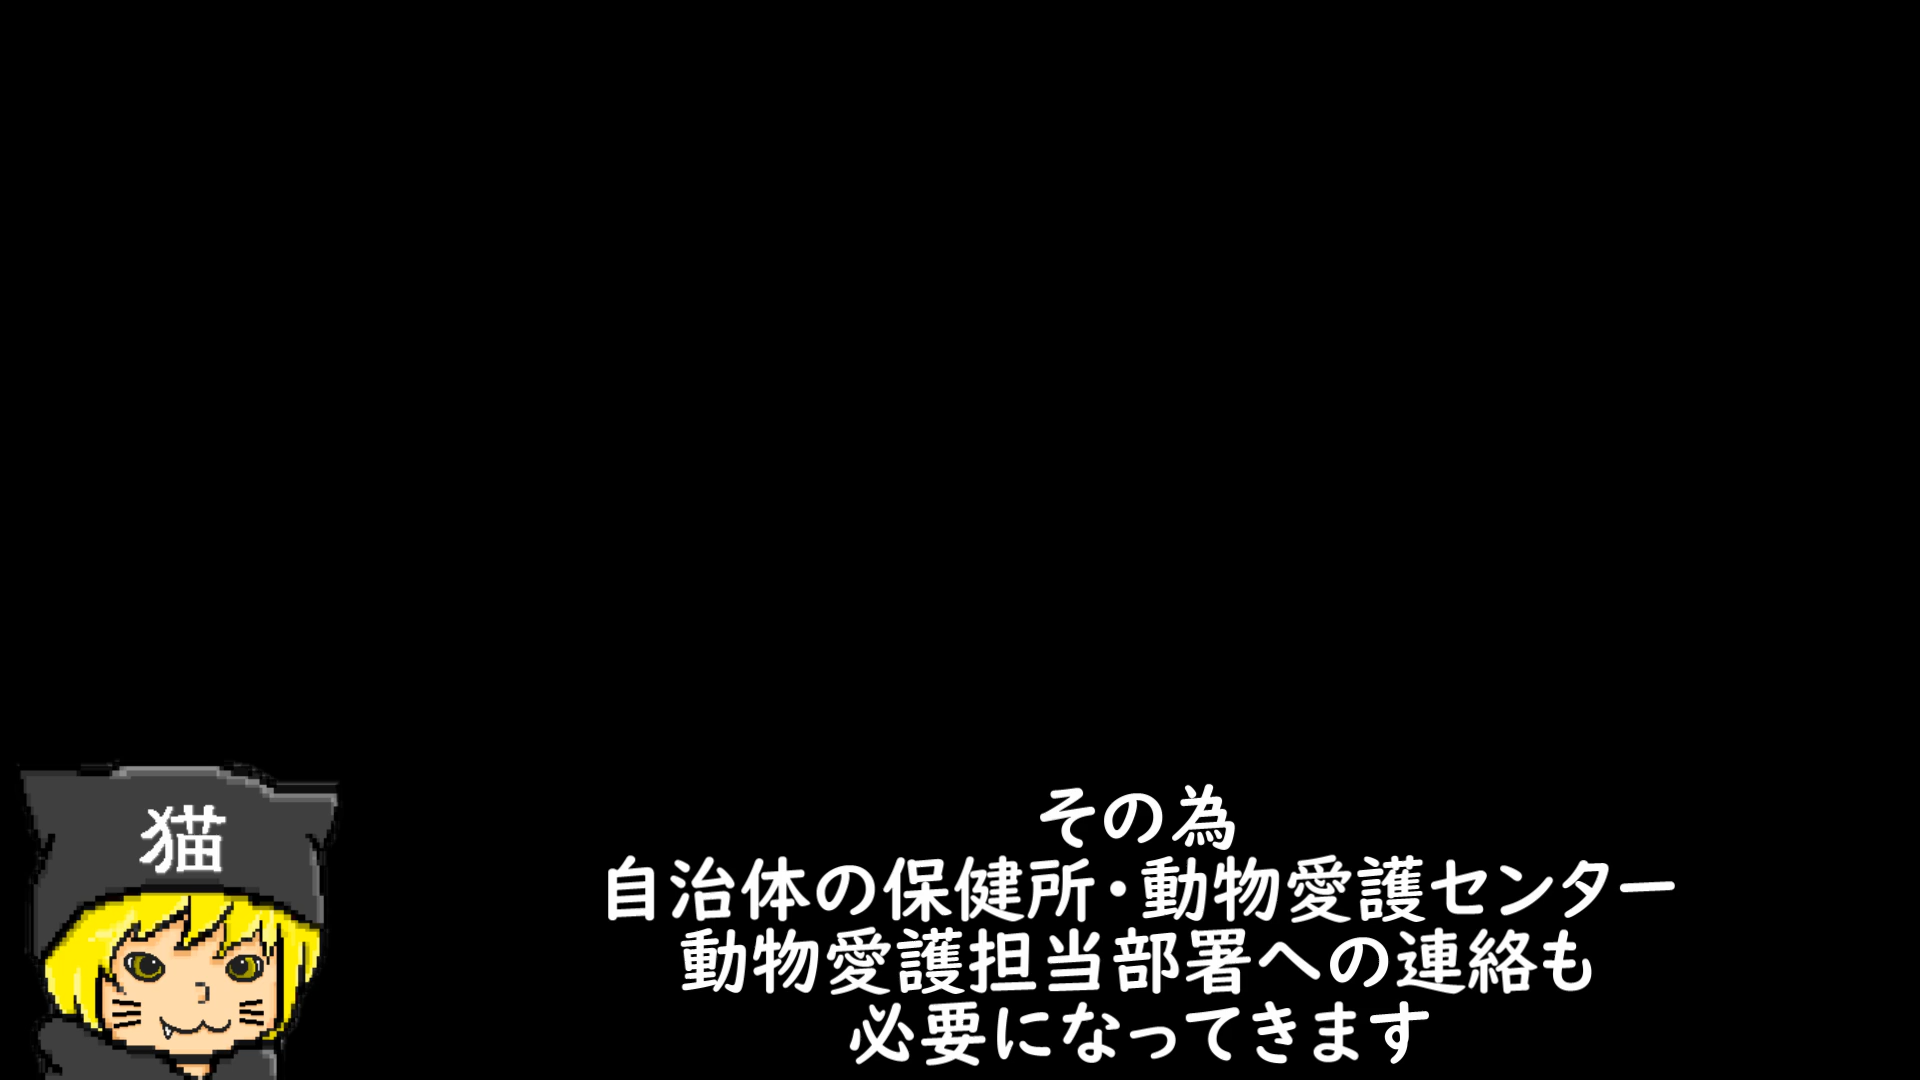 猫
その為
自治体の保健所・動物愛護センター
動物愛護担当部署への連絡も
必要になってきます